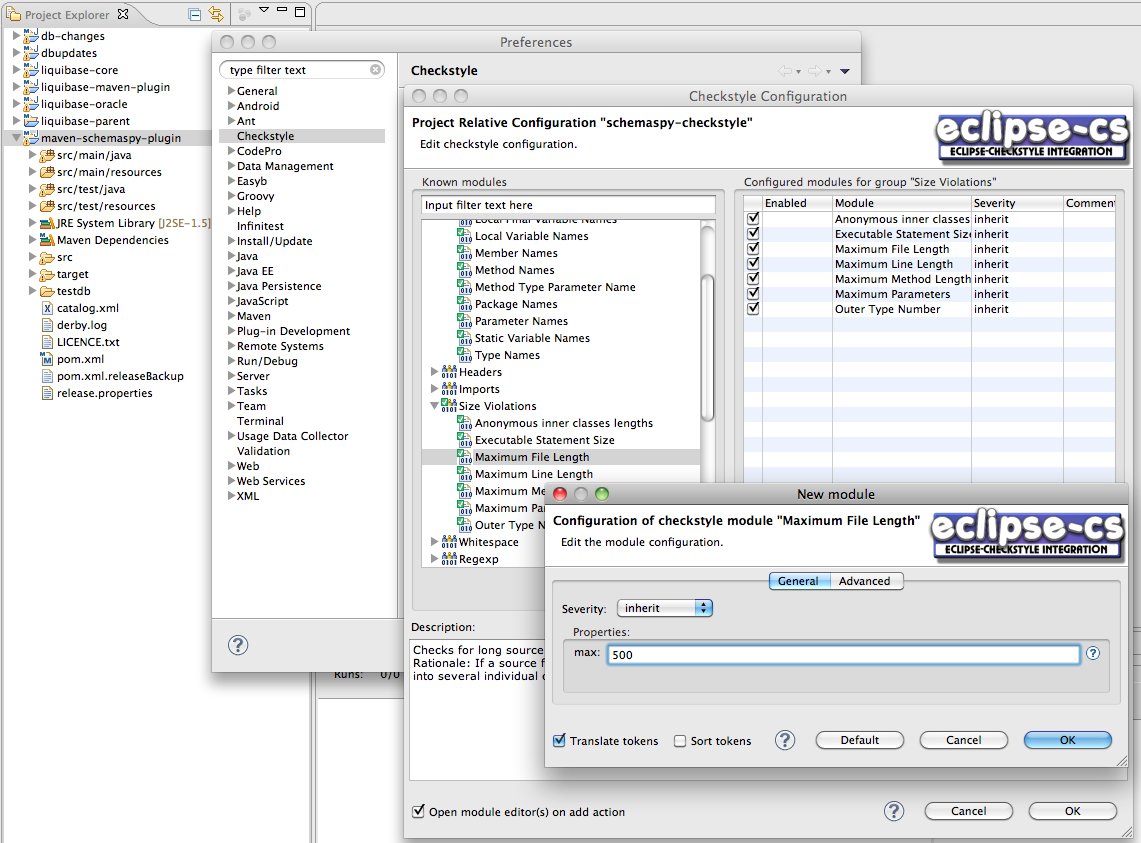 Project Explorer
db-changes
dbupdates
liquibase-core
liquibase-maven-plugin
liquibase-oracle
liquibase-parent
maven-schemaspy-plugin
src/main/java
src/main/resources
src/test/java
src/test/resources
JRE System Library [J2SE-1.5]
Maven Dependencies
src
target
testdb
catalog.xml
derby.log
LICENCE.txt
pom.xml
pom.xml.releaseBackup
release.properties
Preferences
type filter text
General
Android
Ant
Checkstyle
CodePro
Data Management
Easyb
Groovy
Help
Infinitest
Install/Update
Java
Java EE
Java Persistence
JavaScript
Maven
Plug-in Development
Remote Systems
Run/Debug
Server
Tasks
Team
Terminal
Usage Data Collector
Validation
Web
Web Services
XML
Checkstyle
Runs: 0/0
Checkstyle Configuration
Project Relative Configuration "schemaspy-checkstyle"
Edit checkstyle configuration.
eclipse-cs
ECLIPSE-CHECKSTYLE INTEGRATION
Known modules
Input filter text here
Local Final Variable Names
Local Variable Names
Member Names
Method Names
Method Type Parameter Name
Package Names
Parameter Names
Static Variable Names
Type Names
Headers
Imports
Size Violations
Anonymous inner classes lengths
Executable Statement Size
Maximum File Length
Maximum Line Length
Maximum Me
Maximum Pa
Outer Type N
Whitespace
Regexp
Configured modules for group "Size Violations"
Enabled Module Severity Comment
Anonymous inner classes inherit
Executable Statement Size inherit
Maximum File Length inherit
Maximum Line Length inherit
Maximum Method Length inherit
Maximum Parameters inherit
Outer Type Number inherit
Description:
Checks for long source
Rationale: If a source f
into several individual
Open module editor(s) on add action
Cancel
OK
New module
Configuration of checkstyle module "Maximum File Length"
Edit the module configuration.
eclipse-cs
ECLIPSE-CHECKSTYLE INTEGRATION
General Advanced
Severity: inherit
Properties:
max: 500
Translate tokens
Sort tokens
Default
Cancel
OK